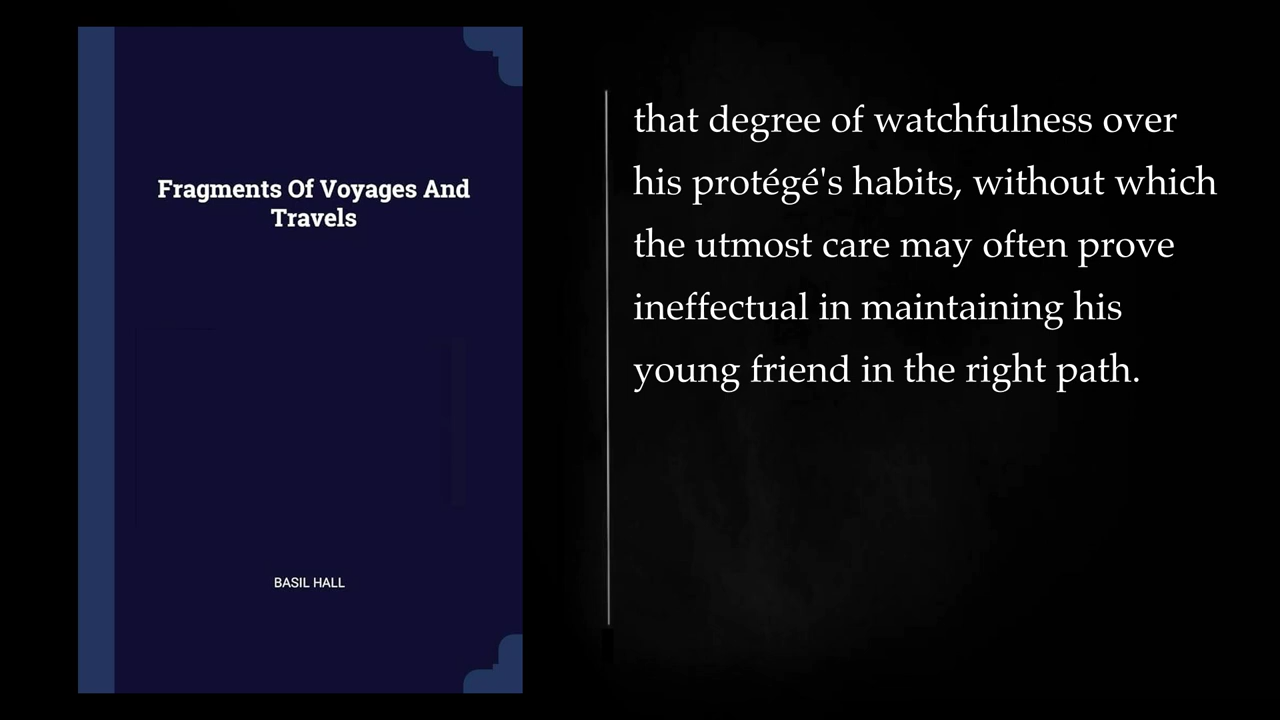 Fragments Of Voyages And
Travels
BASIL HALL
that degree of watchfulness over
his protégé's habits, without which
the utmost care may often prove
ineffectual in maintaining his
young friend in the right path.